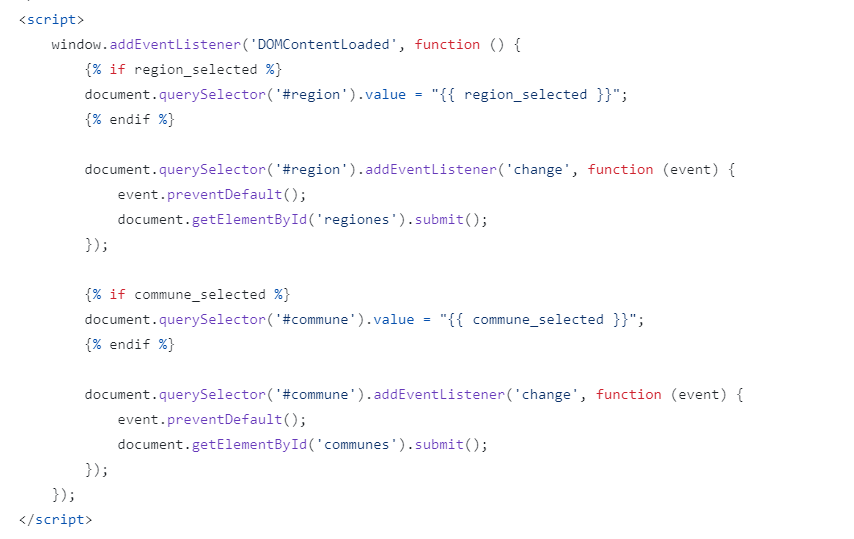 <script>
window.addEventListener('DOMContentLoaded', function () {
{% if region_selected %}
document.querySelector('#region').value = "{{ region_selected }}";
{% endif %}
document.querySelector('#region').addEventListener('change', function (event) {
event.preventDefault();
document.getElementById('regiones').submit();
});
{% if commune_selected %}
document.querySelector('#commune').value = "{{ commune_selected }}";
{% endif %}
document.querySelector('#commune').addEventListener('change', function (event) {
event.preventDefault();
document.getElementById('communes').submit();
});
});
</script>